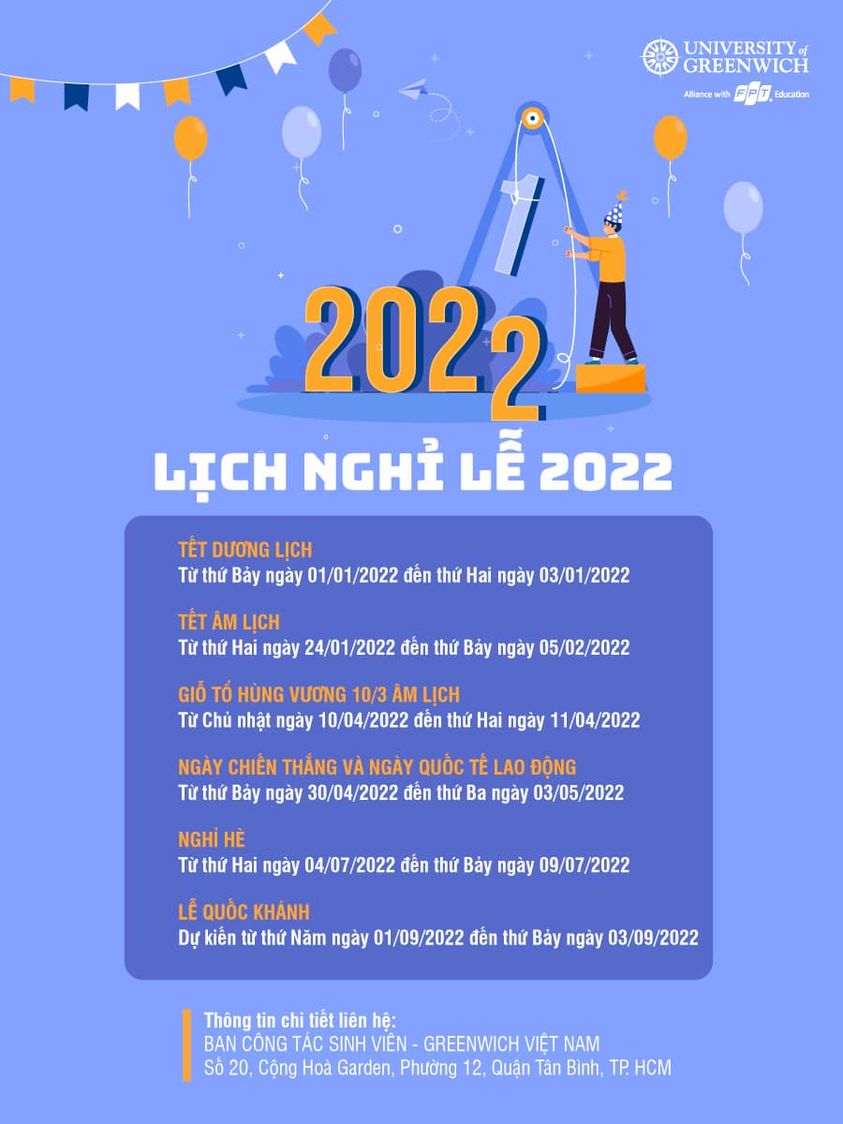 UNIVERSITY of
GREENWICH
Alliance with FPT Education
1
2022
LỊCH NGHỈ LỄ 2022
TẾT DƯƠNG LỊCH
Từ thứ Bảy ngày 01/01/2022 đến thứ Hai ngày 03/01/2022
TẾT ÂM LỊCH
Từ thứ Hai ngày 24/01/2022 đến thứ Bảy ngày 05/02/2022
GIỖ TỔ HÙNG VƯƠNG 10/3 ÂM LỊCH
Từ Chủ nhật ngày 10/04/2022 đến thứ Hai ngày 11/04/2022
NGÀY CHIẾN THẮNG VÀ NGÀY QUỐC TẾ LAO ĐỘNG
Từ thứ Bảy ngày 30/04/2022 đến thứ Ba ngày 03/05/2022
NGHỈ HÈ
Từ thứ Hai ngày 04/07/2022 đến thứ Bảy ngày 09/07/2022
LỄ QUỐC KHÁNH
Dự kiến từ thứ Năm ngày 01/09/2022 đến thứ Bảy ngày 03/09/2022
Thông tin chi tiết liên hệ:
BAN CÔNG TÁC SINH VIÊN - GREENWICH VIỆT NAM
Số 20, Cộng Hoà Garden, Phường 12, Quận Tân Bình, TP. HCM